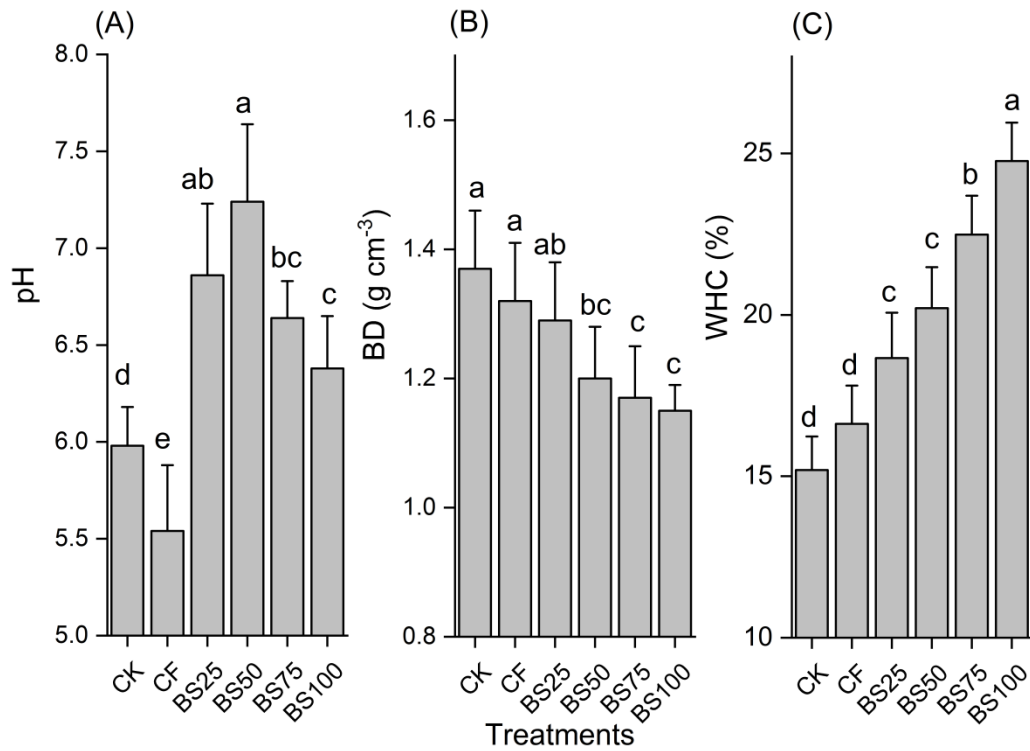 (A)
8.0
7.5
7.0
6.5
6.0
5.5
5.0
pH
d
e
ab
a
bc
c
CK
CF
BS25
BS50
BS75
BS100
(B)
1.6
1.4
1.2
1.0
0.8
BD (g cm⁻³)
a
a
ab
bc
c
c
CK
CF
BS25
BS50
BS75
BS100
Treatments
(C)
25
20
15
10
WHC (%)
d
d
c
c
b
a
CK
CF
BS25
BS50
BS75
BS100